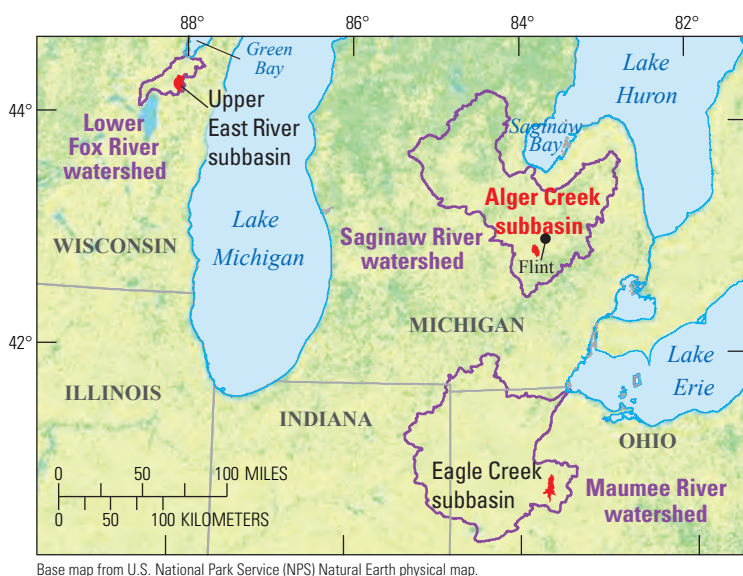 88°
86°
84°
82°
Green
Bay
44°
Upper
East River
subbasin
Lower
Fox River
watershed
Lake
Huron
Saginaw
Bay
Alger Creek
subbasin
Lake
Michigan
Saginaw River
watershed
Flint
WISCONSIN
MICHIGAN
42°
Lake
Erie
ILLINOIS
INDIANA
OHIO
Eagle Creek
subbasin
Maumee River
watershed
0 50 100 MILES
0 50 100 KILOMETERS
Base map from U.S. National Park Service (NPS) Natural Earth physical map.